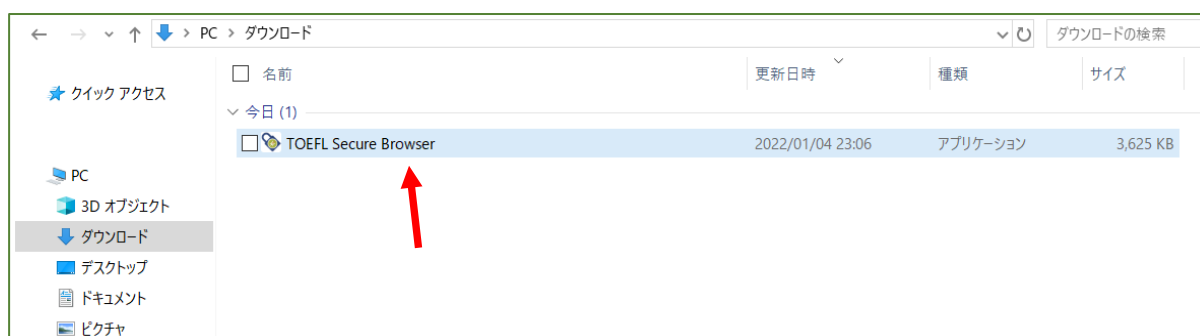 PC > ダウンロード
ダウンロードの検索
名前 更新日時 種類 サイズ
クイック アクセス
今日 (1)
TOEFL Secure Browser 2022/01/04 23:06 アプリケーション 3,625 KB
PC
3D オブジェクト
ダウンロード
デスクトップ
ドキュメント
ピクチャ